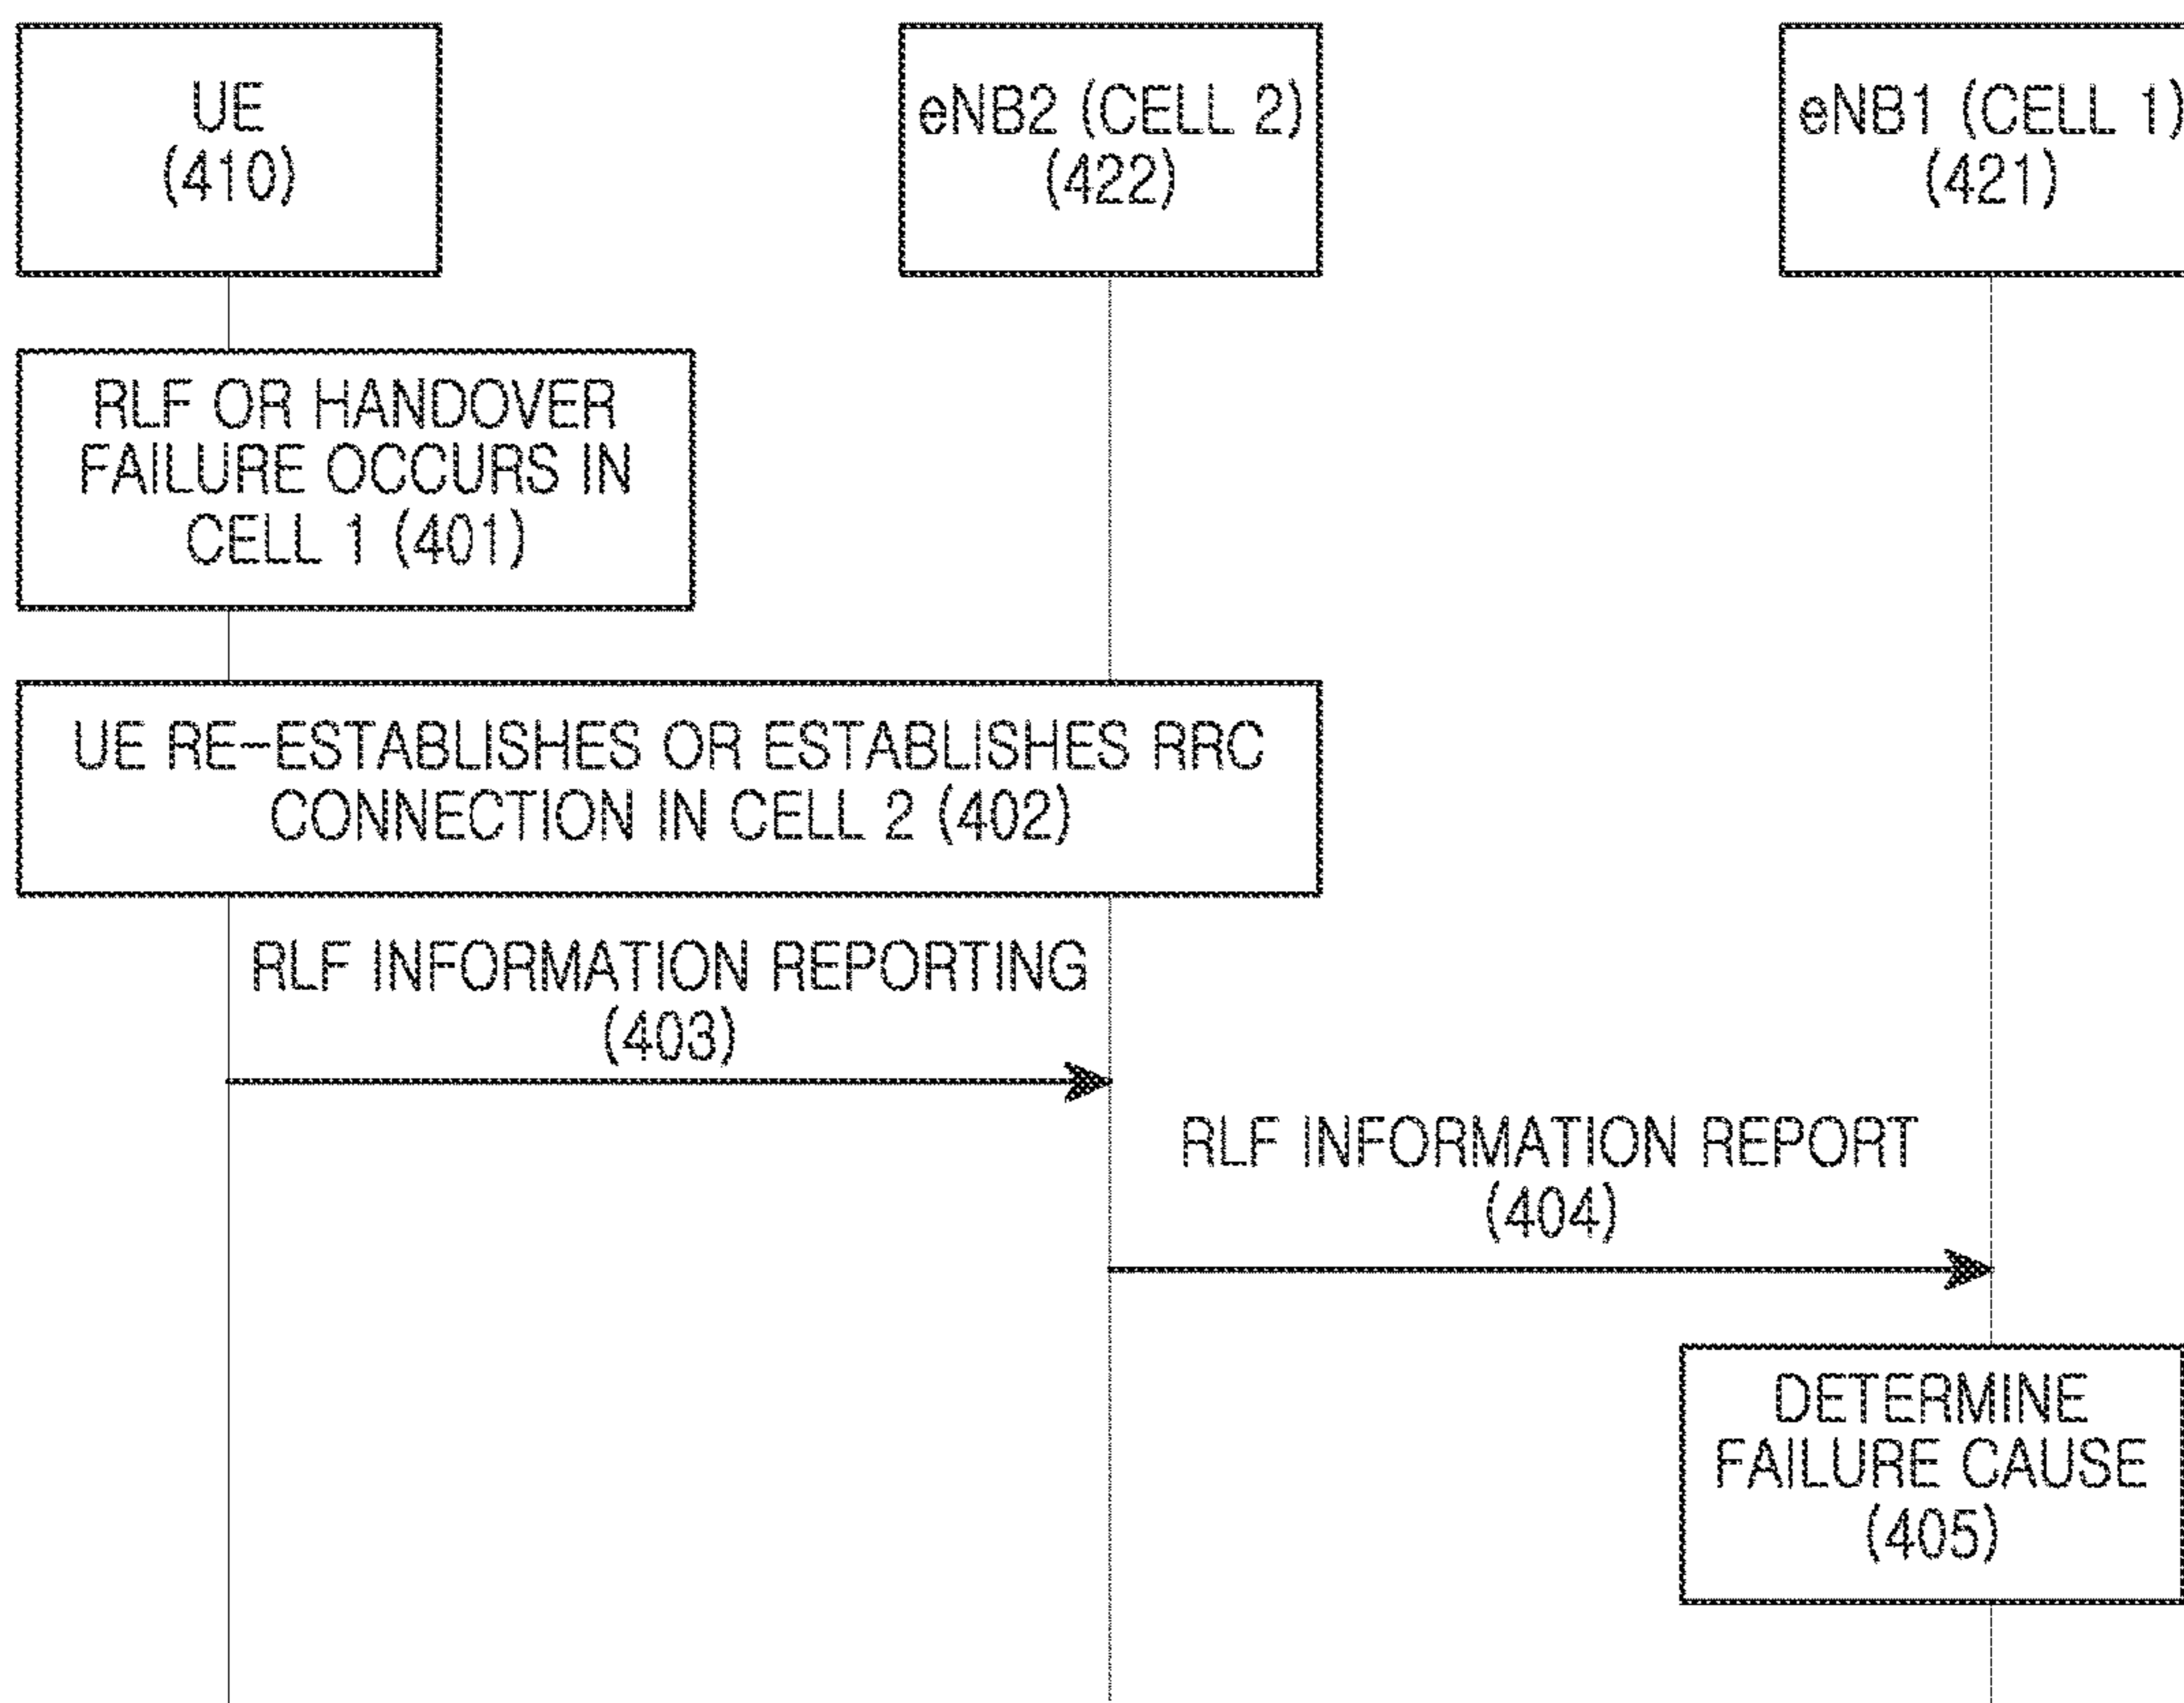 UE
(410)
eNB2 (CELL 2)
(422)
eNB1 (CELL 1)
(421)
RLF OR HANDOVER
FAILURE OCCURS IN
CELL 1 (401)
UE RE-ESTABLISHES OR ESTABLISHES RRC
CONNECTION IN CELL 2 (402)
RLF INFORMATION REPORTING
(403)
RLF INFORMATION REPORT
(404)
DETERMINE
FAILURE CAUSE
(405)